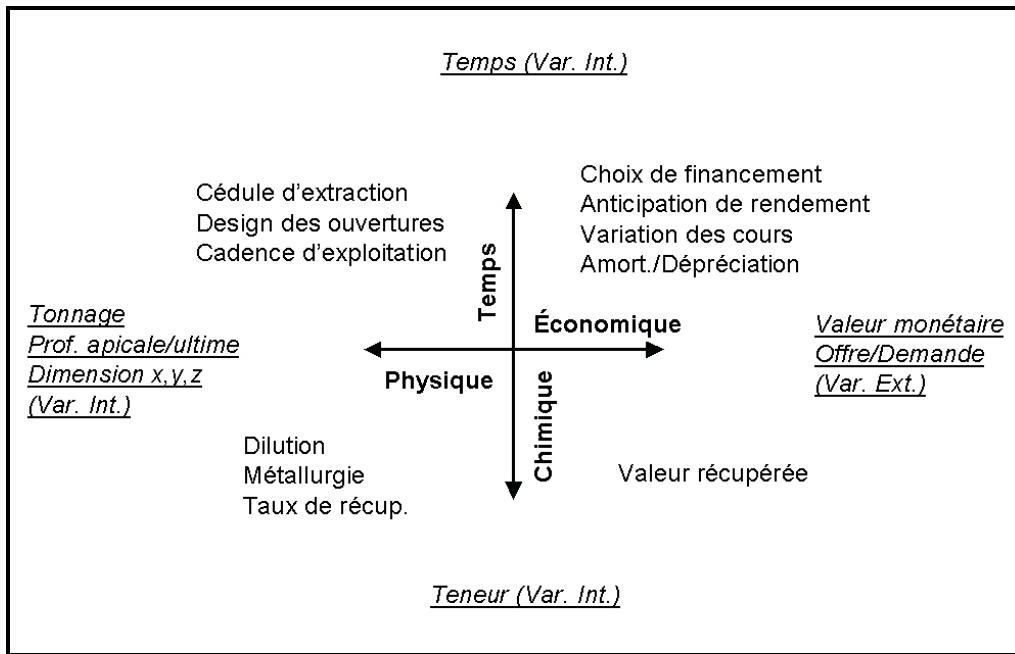 Temps (Var. Int.)
Cédule d'extraction
Design des ouvertures
Cadence d'exploitation
Choix de financement
Anticipation de rendement
Variation des cours
Amort./Dépréciation
Temps
Économique
Tonnage
Prof. apicale/ultime
Dimension x,y,z
(Var. Int.)
Valeur monétaire
Offre/Demande
(Var. Ext.)
Physique
Chimique
Dilution
Métallurgie
Taux de récup.
Valeur récupérée
Teneur (Var. Int.)